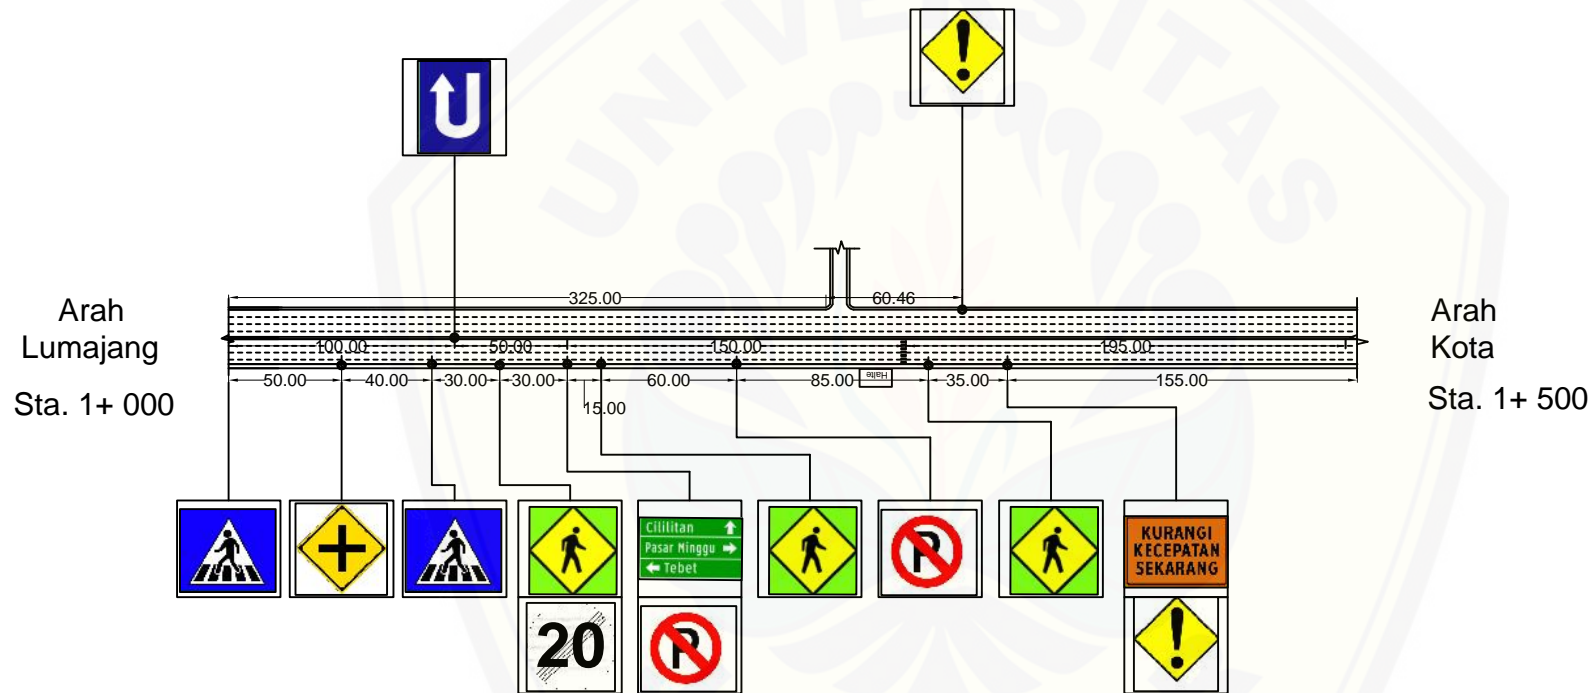 UNIVERSITAS
325.00
60.46
Arah
Lumajang
Sta. 1+ 000
Arah
Kota
Sta. 1+ 500
100.00
50.00
150.00
195.00
50.00
40.00
30.00
30.00
15.00
60.00
85.00
35.00
155.00
Halte
Cililitan
Pasar Minggu
Tebet
P
KURANGI
KECEPATAN
SEKARANG
20
P